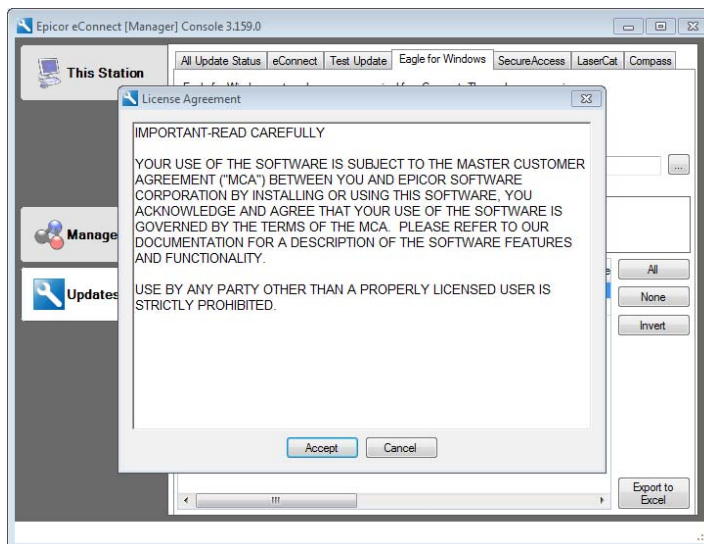 Epicor eConnect [Manager] Console 3.159.0
This Station
All Update Status eConnect Test Update Eagle for Windows SecureAccess LaserCat Compass
License Agreement
IMPORTANT-READ CAREFULLY
YOUR USE OF THE SOFTWARE IS SUBJECT TO THE MASTER CUSTOMER
AGREEMENT ("MCA") BETWEEN YOU AND EPICOR SOFTWARE
CORPORATION BY INSTALLING OR USING THIS SOFTWARE, YOU
ACKNOWLEDGE AND AGREE THAT YOUR USE OF THE SOFTWARE IS
GOVERNED BY THE TERMS OF THE MCA.  PLEASE REFER TO OUR
DOCUMENTATION FOR A DESCRIPTION OF THE SOFTWARE FEATURES
AND FUNCTIONALITY.
USE BY ANY PARTY OTHER THAN A PROPERLY LICENSED USER IS
STRICTLY PROHIBITED.
Accept Cancel
...
Manage
Updates
All
None
Invert
Export to
Excel